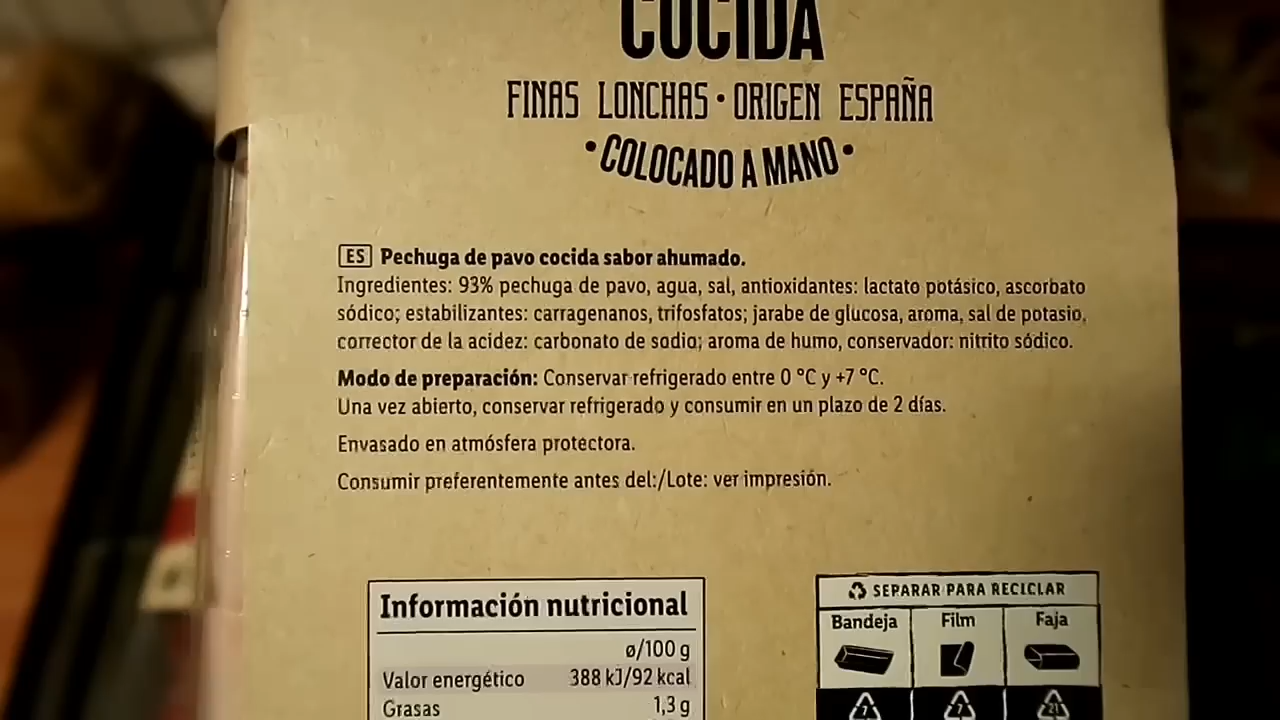 COCIDA
FINAS LONCHAS · ORIGEN ESPAÑA
· COLOCADO A MANO ·
ES Pechuga de pavo cocida sabor ahumado.
Ingredientes: 93% pechuga de pavo, agua, sal, antioxidantes: lactato potásico, ascorbato
sódico; estabilizantes: carragenanos, trifosfatos; jarabe de glucosa, aroma, sal de potasio,
corrector de la acidez: carbonato de sodio; aroma de humo, conservador: nitrito sódico.
Modo de preparación: Conservar refrigerado entre 0 °C y +7 °C.
Una vez abierto, conservar refrigerado y consumir en un plazo de 2 días.
Envasado en atmósfera protectora.
Consumir preferentemente antes del:/Lote: ver impresión.
Información nutricional
ø/100 g
Valor energético 388 kJ/92 kcal
Grasas 1,3 g
SEPARAR PARA RECICLAR
Bandeja Film Faja
7 7 21